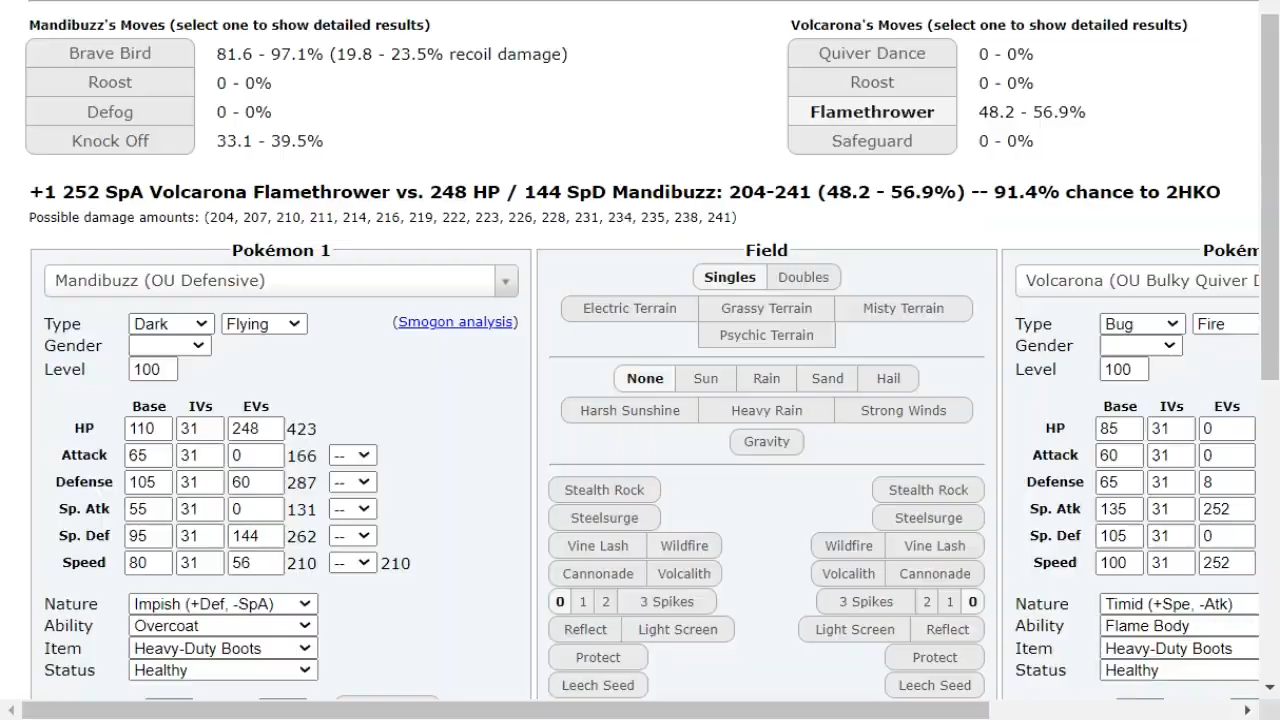 Mandibuzz's Moves (select one to show detailed results) Volcarona's Moves (select one to show detailed results)
Brave Bird 81.6 - 97.1% (19.8 - 23.5% recoil damage) Quiver Dance 0 - 0%
Roost 0 - 0% Roost 0 - 0%
Defog 0 - 0% Flamethrower 48.2 - 56.9%
Knock Off 33.1 - 39.5% Safeguard 0 - 0%
+1 252 SpA Volcarona Flamethrower vs. 248 HP / 144 SpD Mandibuzz: 204-241 (48.2 - 56.9%) -- 91.4% chance to 2HKO
Possible damage amounts: (204, 207, 210, 211, 214, 216, 219, 222, 223, 226, 228, 231, 234, 235, 238, 241)
Pokémon 1
Mandibuzz (OU Defensive)
Type Dark Flying (Smogon analysis)
Gender
Level 100
Base IVs EVs
HP 110 31 248 423
Attack 65 31 0 166 --
Defense 105 31 60 287 --
Sp. Atk 55 31 0 131 --
Sp. Def 95 31 144 262 --
Speed 80 31 56 210 -- 210
Nature Impish (+Def, -SpA)
Ability Overcoat
Item Heavy-Duty Boots
Status Healthy
Field
Singles Doubles
Electric Terrain Grassy Terrain Misty Terrain
Psychic Terrain
None Sun Rain Sand Hail
Harsh Sunshine Heavy Rain Strong Winds
Gravity
Stealth Rock Stealth Rock
Steelsurge Steelsurge
Vine Lash Wildfire Wildfire Vine Lash
Cannonade Volcalith Volcalith Cannonade
0 1 2 3 Spikes 3 Spikes 2 1 0
Reflect Light Screen Light Screen Reflect
Protect Protect
Leech Seed Leech Seed
Pokém
Volcarona (OU Bulky Quiver D
Type Bug Fire
Gender
Level 100
Base IVs EVs
HP 85 31 0
Attack 60 31 0
Defense 65 31 8
Sp. Atk 135 31 252
Sp. Def 105 31 0
Speed 100 31 252
Nature Timid (+Spe, -Atk)
Ability Flame Body
Item Heavy-Duty Boots
Status Healthy